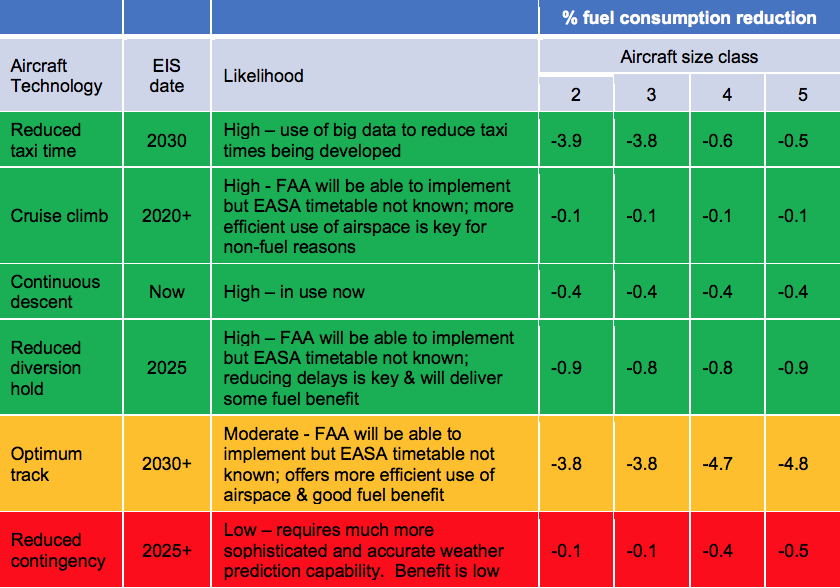 % fuel consumption reduction
Aircraft Technology
EIS date
Likelihood
Aircraft size class
2
3
4
5
Reduced
taxi time
2030
High – use of big data to reduce taxi
times being developed
-3.9
-3.8
-0.6
-0.5
Cruise climb
2020+
High - FAA will be able to implement
but EASA timetable not known; more
efficient use of airspace is key for
non-fuel reasons
-0.1
-0.1
-0.1
-0.1
Continuous
descent
Now
High – in use now
-0.4
-0.4
-0.4
-0.4
Reduced
diversion
hold
2025
High – FAA will be able to implement
but EASA timetable not known;
reducing delays is key & will deliver
some fuel benefit
-0.9
-0.8
-0.8
-0.9
Optimum
track
2030+
Moderate - FAA will be able to
implement but EASA timetable not
known; offers more efficient use of
airspace & good fuel benefit
-3.8
-3.8
-4.7
-4.8
Reduced
contingency
2025+
Low – requires much more
sophisticated and accurate weather
prediction capability.  Benefit is low
-0.1
-0.1
-0.4
-0.5